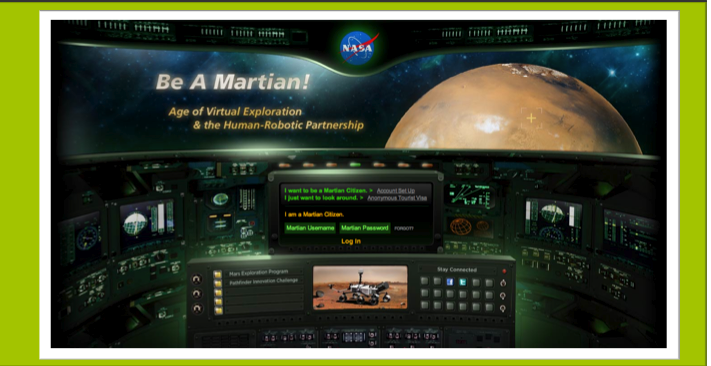 NASA
Be A Martian!
Age of Virtual Exploration
& the Human-Robotic Partnership
I want to be a Martian Citizen. > Account Set Up
I just want to look around. > Anonymous Tourist Visa
I am a Martian Citizen.
Martian Username Martian Password FORGOT?
Log in
Mars Exploration Program
Pathfinder Innovation Challenge
Stay Connected